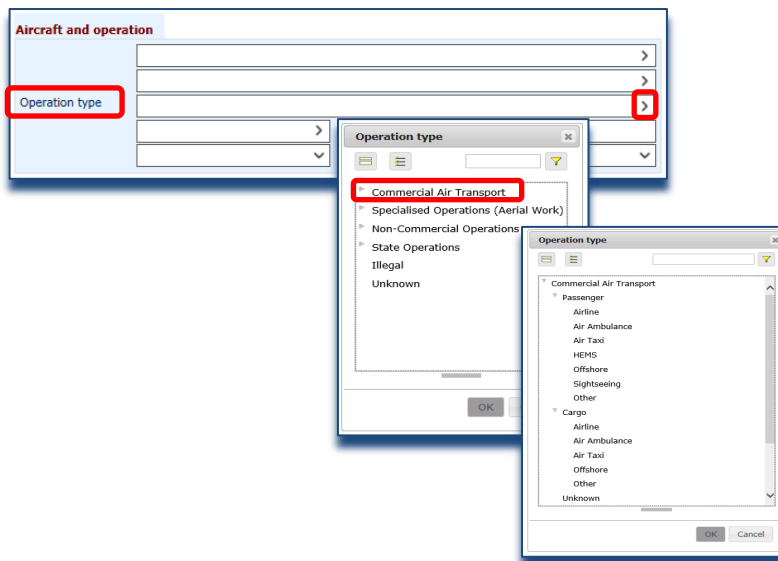 Aircraft and operation
Operation type
Operation type
Commercial Air Transport
Specialised Operations (Aerial Work)
Non-Commercial Operations
State Operations
Illegal
Unknown
OK
Operation type
Commercial Air Transport
Passenger
Airline
Air Ambulance
Air Taxi
HEMS
Offshore
Sightseeing
Other
Cargo
Airline
Air Ambulance
Air Taxi
Offshore
Other
Unknown
OK Cancel